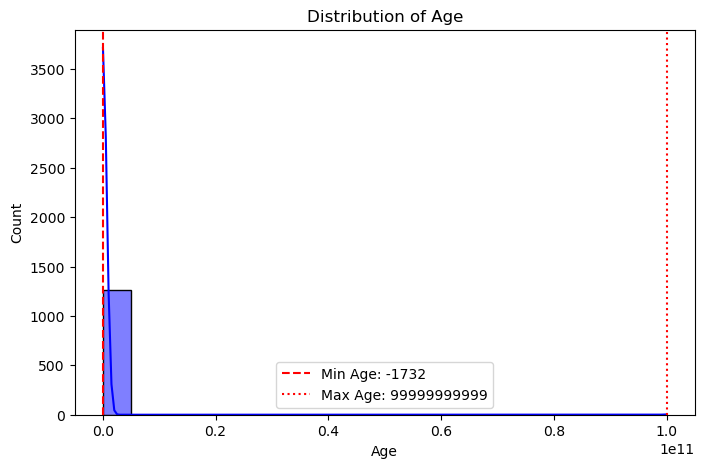 Distribution of Age
3500
3000
2500
2000
1500
1000
500
0
Count
Min Age: -1732
Max Age: 99999999999
0.0 0.2 0.4 0.6 0.8 1.0
1e11
Age